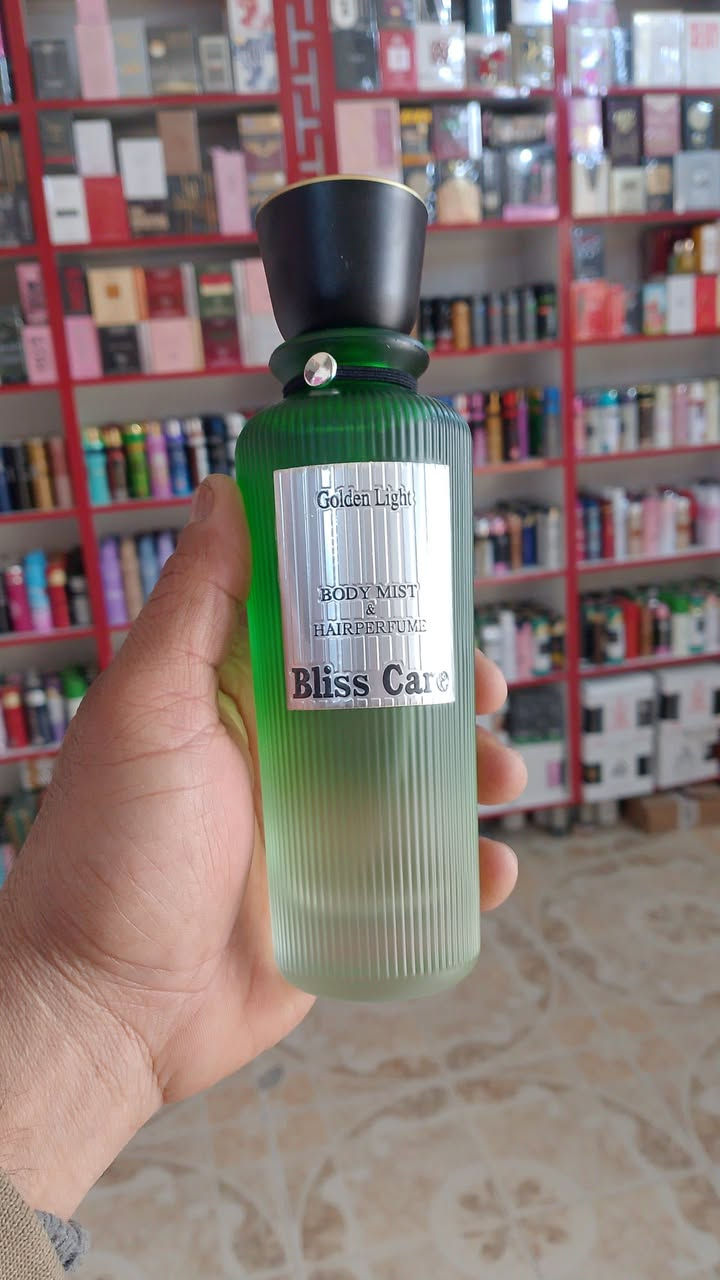 Golden Light
BODY MIST
&
HAIRPERFUME
Bliss Care